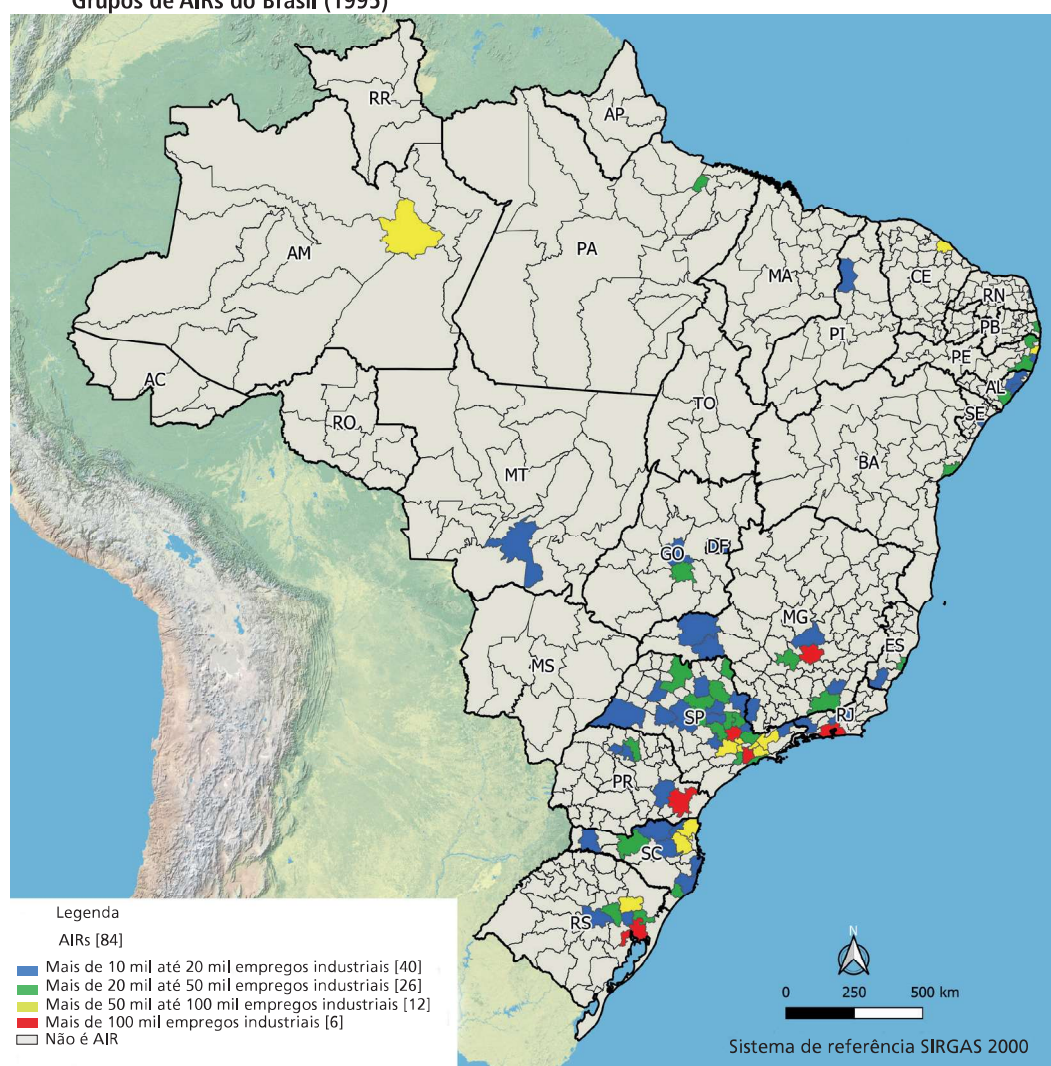 Grupos de AIRs do Brasil (1995)
RR
AP
AM
PA
MA
CE
RN
PB
PI
PE
AC
AL
TO
SE
RO
BA
MT
GO
DF
MG
ES
MS
SP
RJ
PR
SC
RS
Legenda
AIRs [84]
Mais de 10 mil até 20 mil empregos industriais [40]
Mais de 20 mil até 50 mil empregos industriais [26]
Mais de 50 mil até 100 mil empregos industriais [12]
Mais de 100 mil empregos industriais [6]
Não é AIR
N
0 250 500 km
Sistema de referência SIRGAS 2000